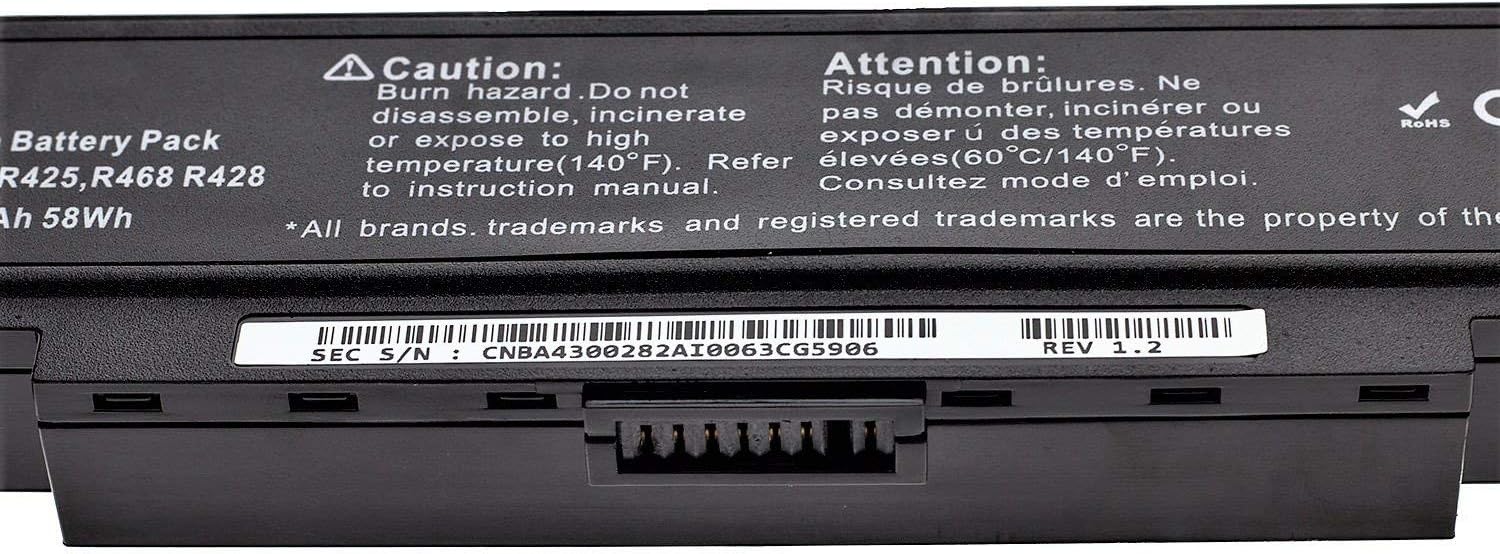 Battery Pack
R425,R468 R428
Ah 58Wh
Caution:
Burn hazard.Do not
disassemble, incinerate
or expose to high
temperature(140°F). Refer
to instruction manual.
Attention:
Risque de brûlures. Ne
pas démonter, incinérer ou
exposer ú des températures
élevées(60°C/140°F).
Consultez mode d'emploi.
RoHS
*All brands. trademarks and registered trademarks are the property of the
SEC S/N : CNBA4300282AI0063CG5906
REV 1.2